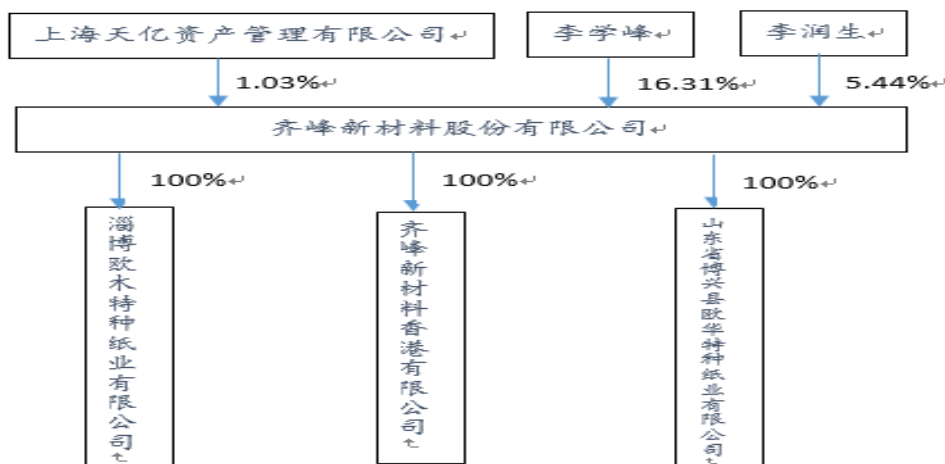 上海天亿资产管理有限公司
李学峰
李润生
1.03%
16.31%
5.44%
齐峰新材料股份有限公司
100%
100%
100%
淄博欧木特种纸业有限公司
齐峰新材料香港有限公司
山东省博兴县欧华特种纸业有限公司